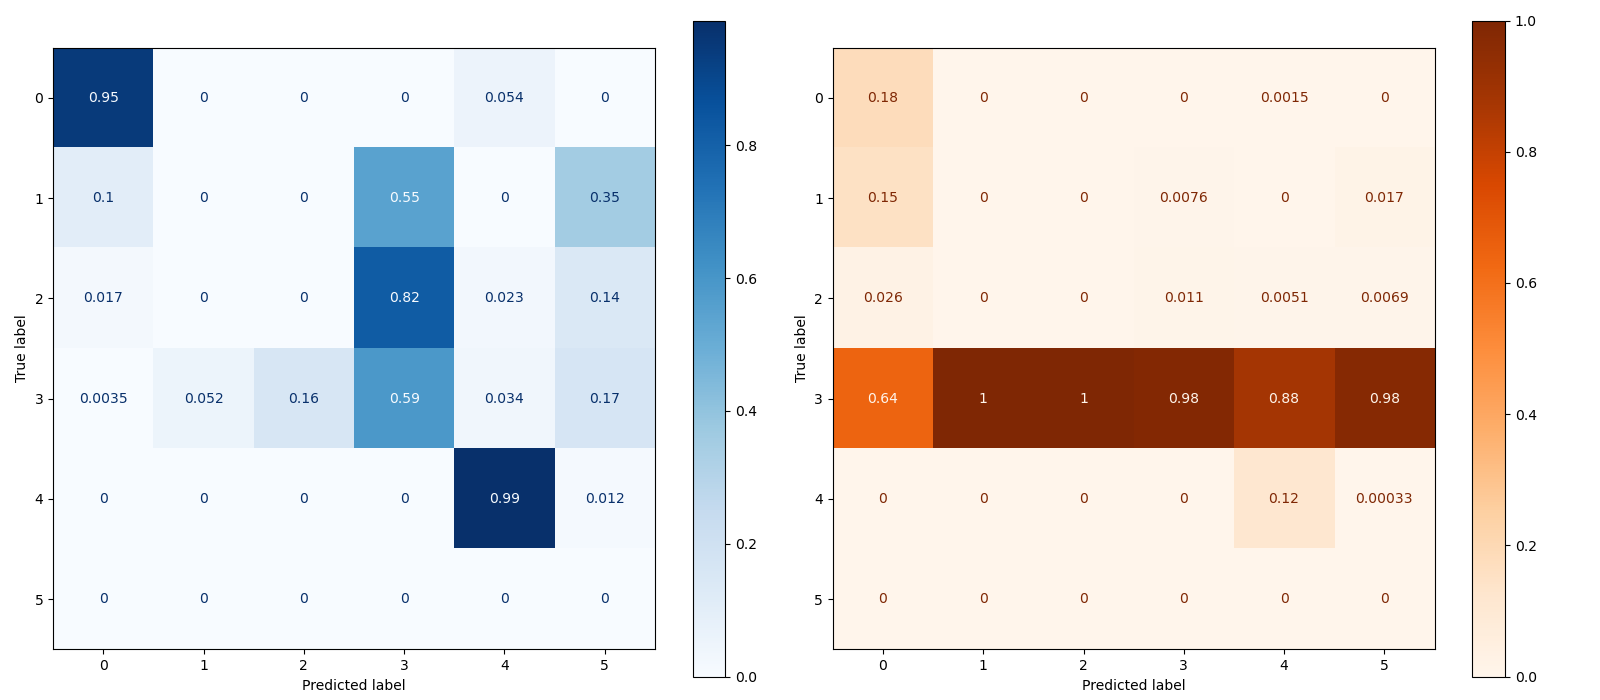 0 0.95 0 0 0 0.054 0
1 0.1 0 0 0.55 0 0.35
2 0.017 0 0 0.82 0.023 0.14
3 0.0035 0.052 0.16 0.59 0.034 0.17
4 0 0 0 0 0.99 0.012
5 0 0 0 0 0 0
0 1 2 3 4 5
Predicted label
True label
0.8
0.6
0.4
0.2
0.0
0 0.18 0 0 0 0.0015 0
1 0.15 0 0 0.0076 0 0.017
2 0.026 0 0 0.011 0.0051 0.0069
3 0.64 1 1 0.98 0.88 0.98
4 0 0 0 0 0.12 0.00033
5 0 0 0 0 0 0
0 1 2 3 4 5
Predicted label
True label
1.0
0.8
0.6
0.4
0.2
0.0